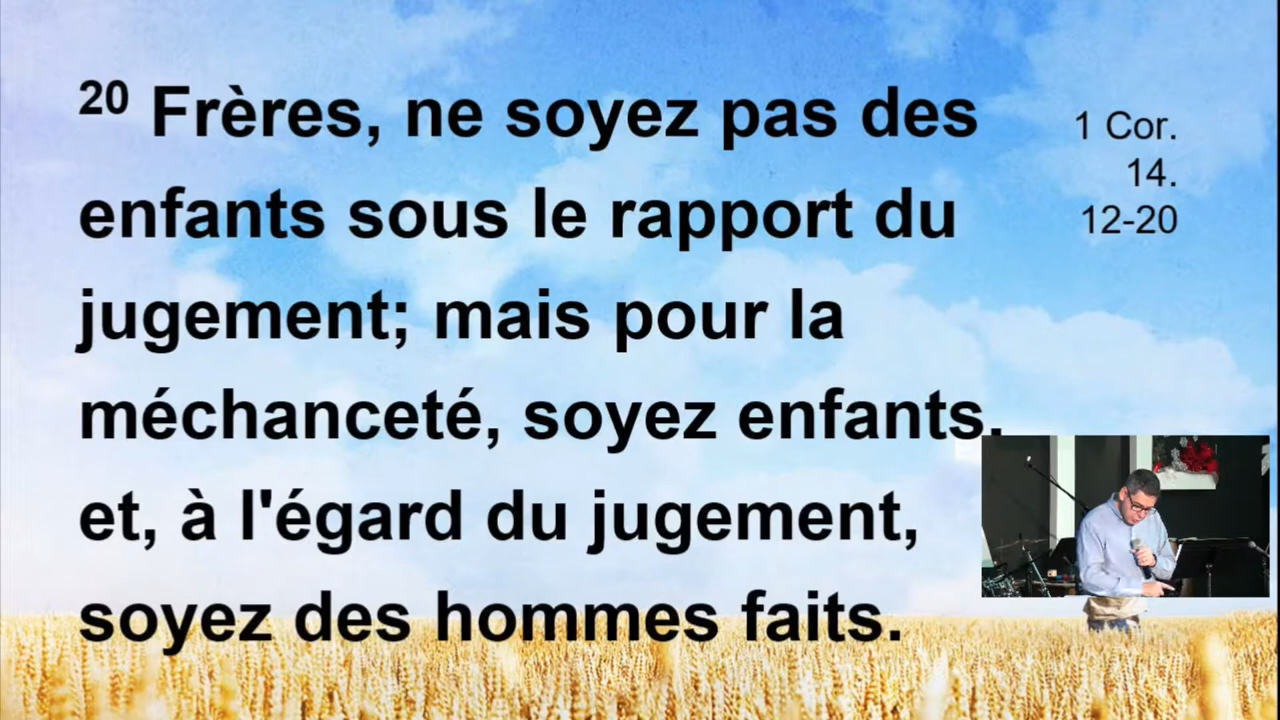 20 Frères, ne soyez pas des
enfants sous le rapport du
jugement; mais pour la
méchanceté, soyez enfants,
et, à l'égard du jugement,
soyez des hommes faits.
1 Cor.
14.
12-20